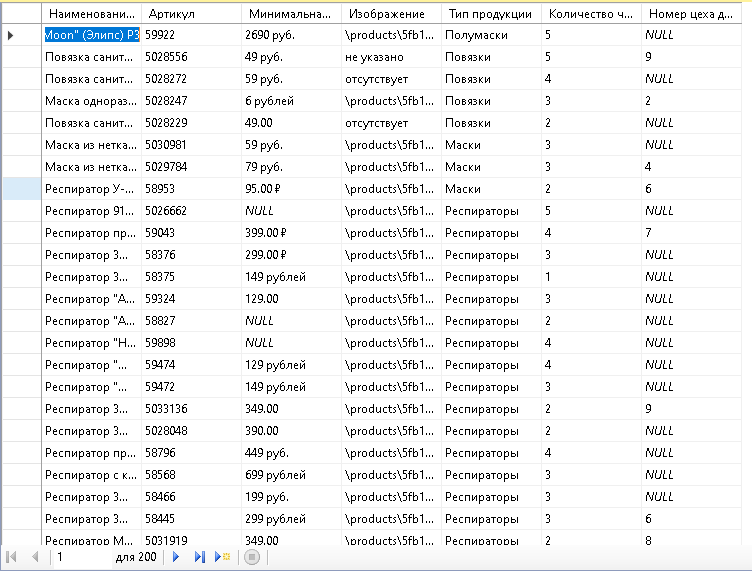 Наименовани... Артикул Минимальна... Изображение Тип продукции Количество ч... Номер цеха д...
Moon" (Элипс) P3 59922 2690 руб. \products\5fb1... Полумаски 5 NULL
Повязка санит... 5028556 49 руб. не указано Повязки 5 9
Повязка санит... 5028272 59 руб. отсутствует Повязки 4 NULL
Маска однораз... 5028247 6 рублей \products\5fb1... Повязки 3 2
Повязка санит... 5028229 49.00 отсутствует Повязки 2 NULL
Маска из нетка... 5030981 59 руб. \products\5fb1... Маски 3 NULL
Маска из нетка... 5029784 79 руб. \products\5fb1... Маски 3 4
Респиратор У-... 58953 95.00 ₽ \products\5fb1... Маски 2 6
Респиратор 91... 5026662 NULL \products\5fb1... Респираторы 5 NULL
Респиратор пр... 59043 399.00 ₽ \products\5fb1... Респираторы 4 7
Респиратор 3... 58376 299.00 ₽ \products\5fb1... Респираторы 3 NULL
Респиратор 3... 58375 149 рублей \products\5fb1... Респираторы 1 NULL
Респиратор "А... 59324 129.00 \products\5fb1... Респираторы 3 NULL
Респиратор "А... 58827 NULL \products\5fb1... Респираторы 2 NULL
Респиратор "Н... 59898 NULL \products\5fb1... Респираторы 4 NULL
Респиратор "... 59474 129 рублей \products\5fb1... Респираторы 4 NULL
Респиратор "... 59472 149 рублей \products\5fb1... Респираторы 3 NULL
Респиратор 3... 5033136 349.00 \products\5fb1... Респираторы 2 9
Респиратор 3... 5028048 390.00 \products\5fb1... Респираторы 2 NULL
Респиратор пр... 58796 449 руб. \products\5fb1... Респираторы 4 NULL
Респиратор с к... 58568 699 рублей \products\5fb1... Респираторы 3 NULL
Респиратор 3... 58466 199 руб. \products\5fb1... Респираторы 3 NULL
Респиратор 3... 58445 299 рублей \products\5fb1... Респираторы 3 6
Респиратор М... 5031919 349.00 \products\5fb1... Респираторы 2 8
1 для 200